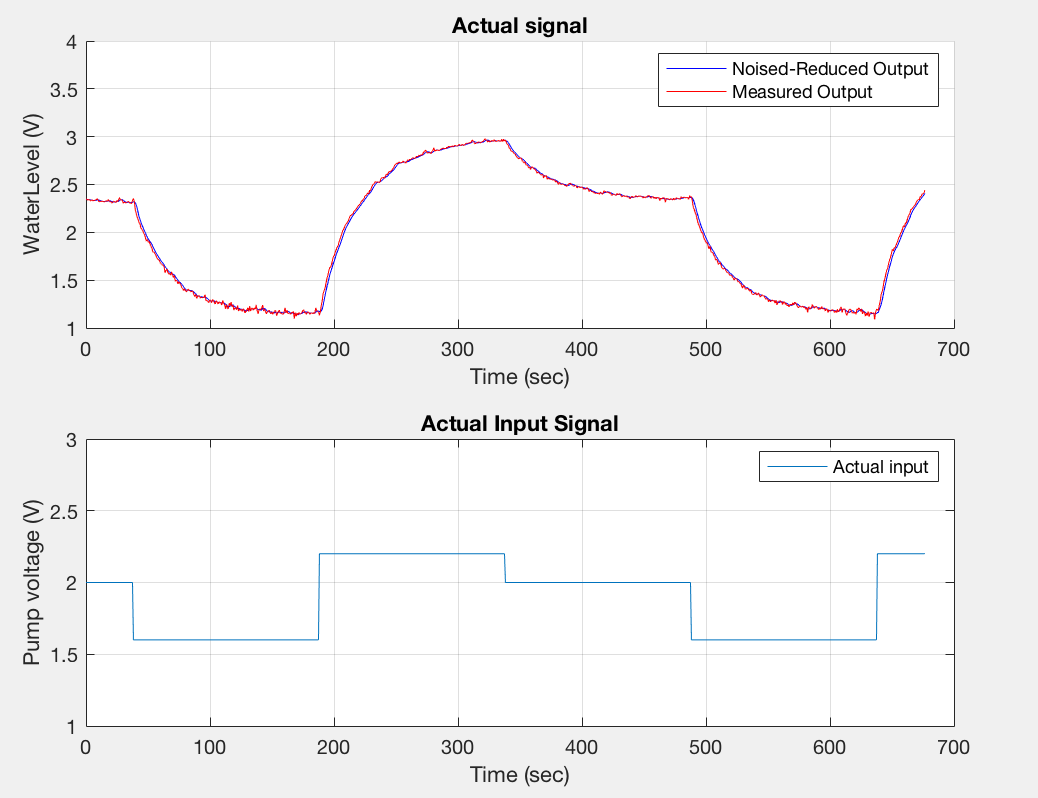 Actual signal
Noised-Reduced Output
Measured Output
WaterLevel (V)
4
3.5
3
2.5
2
1.5
1
0 100 200 300 400 500 600 700
Time (sec)
Actual Input Signal
Actual input
Pump voltage (V)
3
2.5
2
1.5
1
0 100 200 300 400 500 600 700
Time (sec)